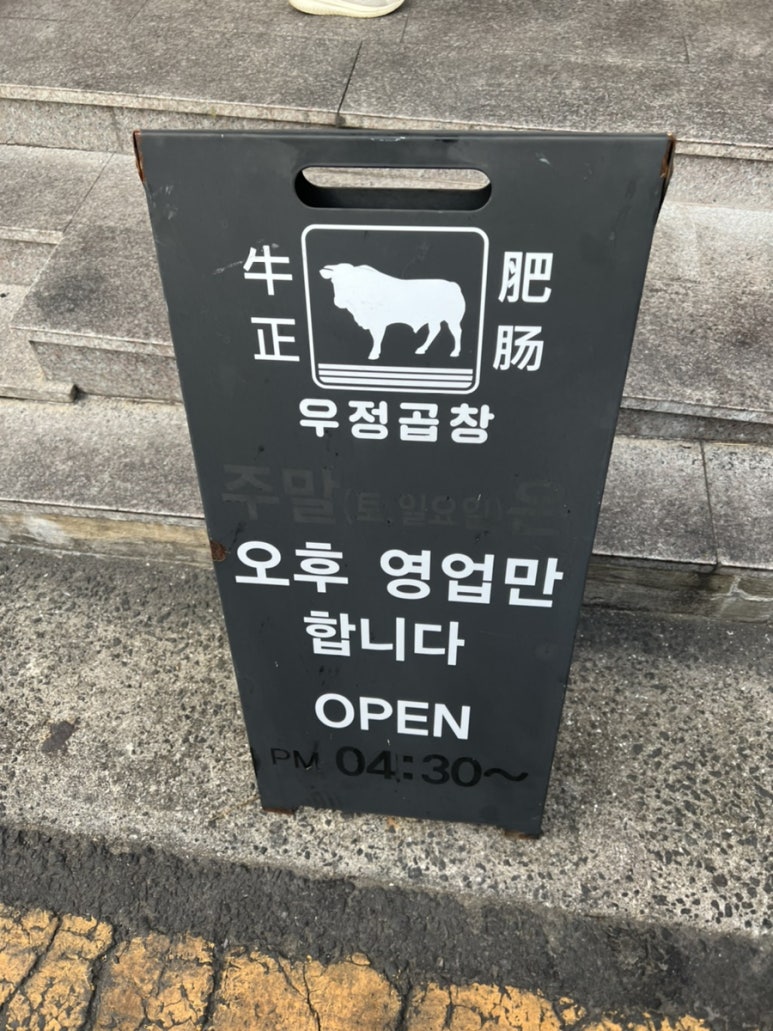 牛 肥
正 肠
우정곱창
주말(토.일요일)은
오후 영업만
합니다
OPEN
PM 04:30~